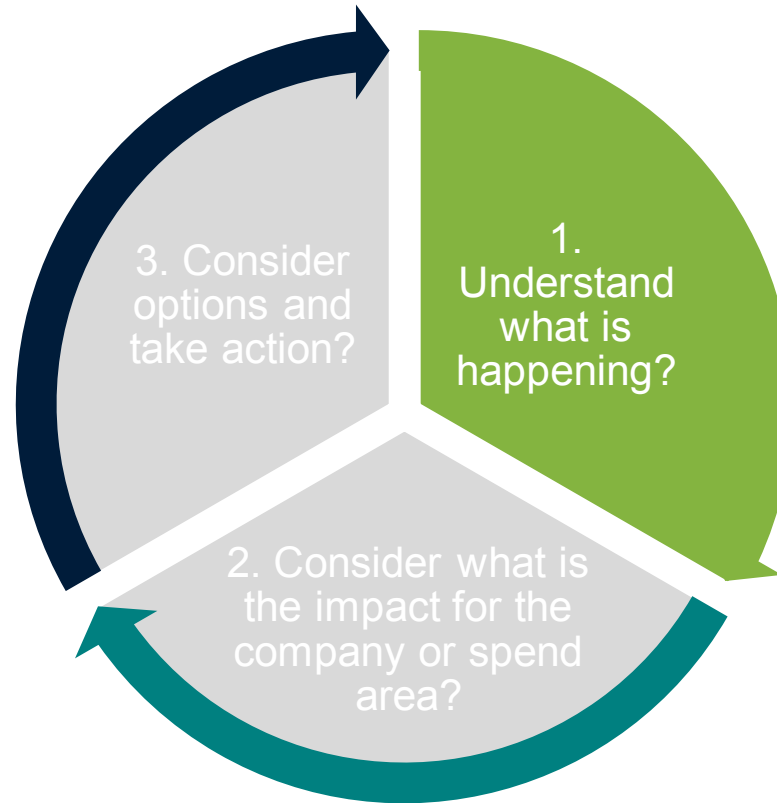 1.
Understand
what is
happening?
2. Consider what is
the impact for the
company or spend
area?
3. Consider
options and
take action?